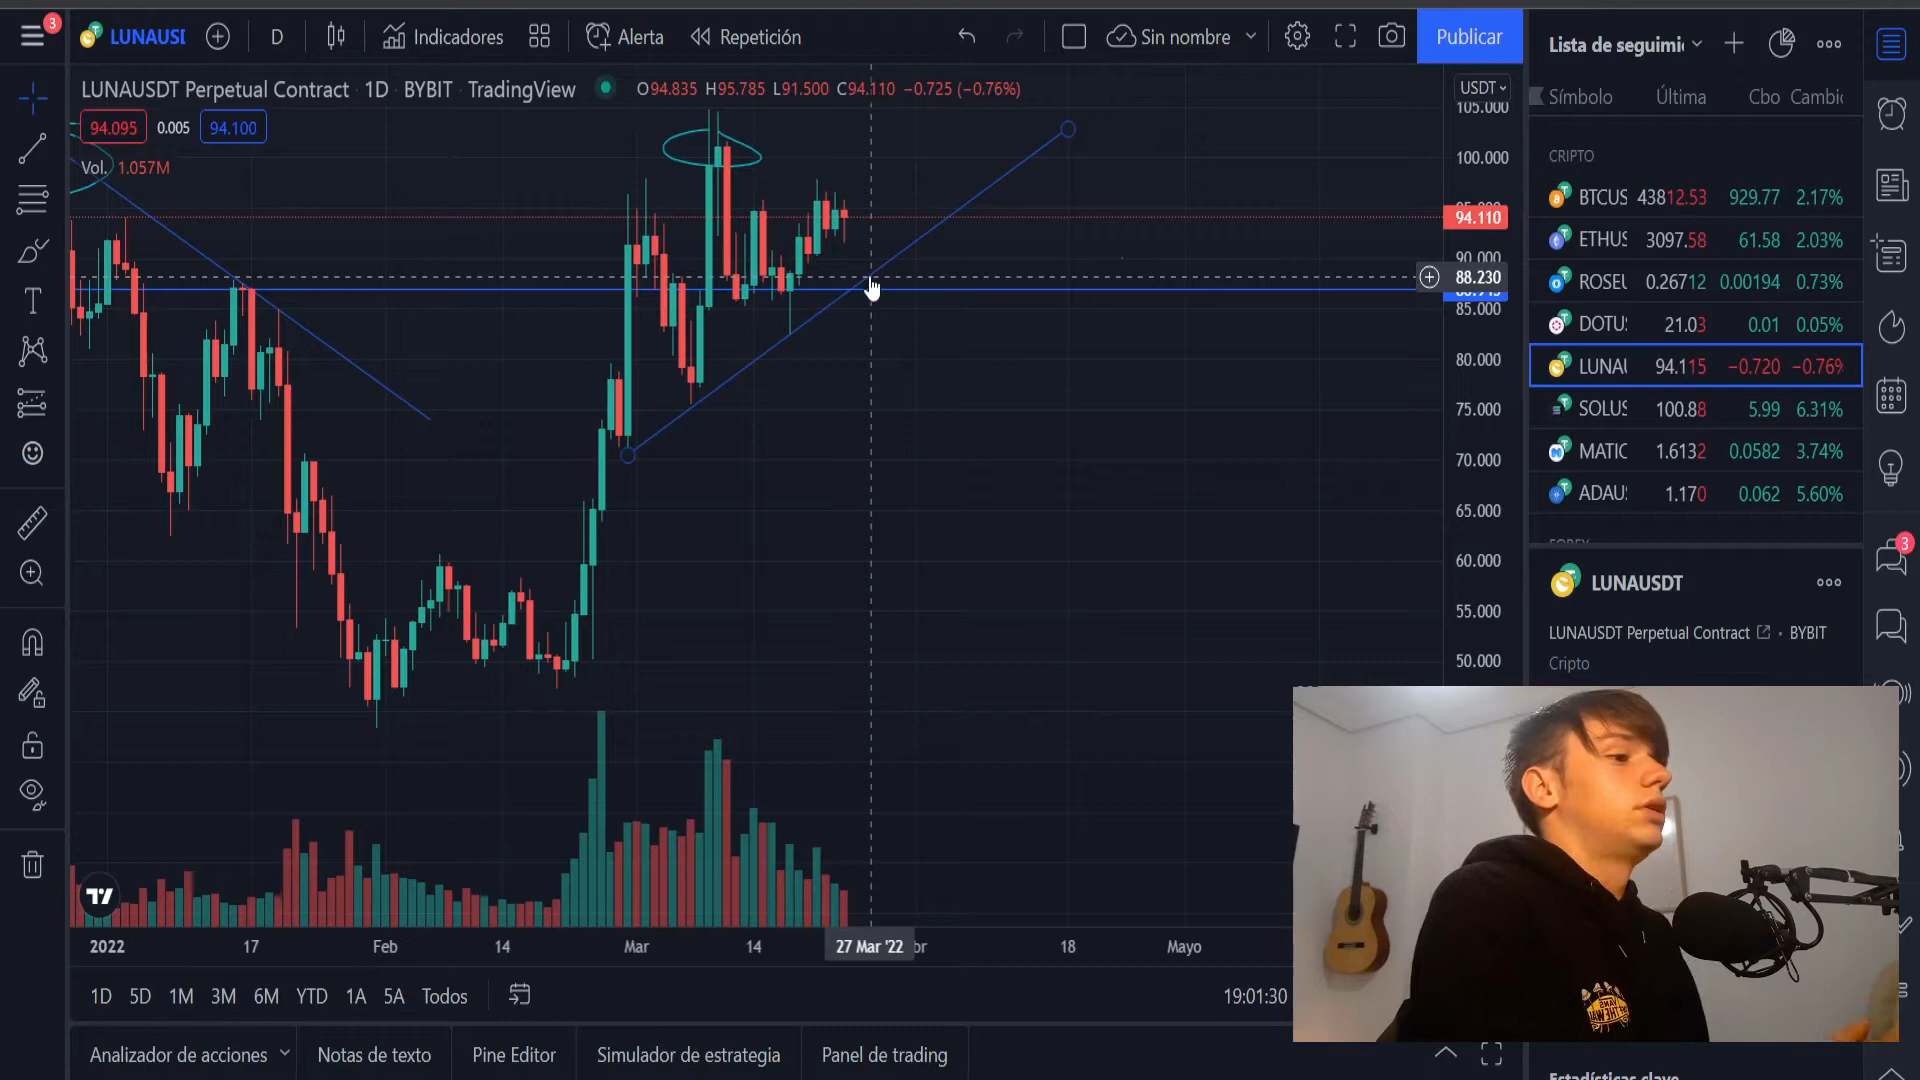 3
LUNAUSI
D
Indicadores
Alerta
Repetición
Sin nombre
Publicar
Lista de seguimi
LUNAUSDT Perpetual Contract · 1D · BYBIT · TradingView
O94.835 H95.785 L91.500 C94.110 −0.725 (−0.76%)
94.095 0.005 94.100
Vol. 1.057M
USDT
105.000
100.000
94.110
90.000
88.230
85.000
80.000
75.000
70.000
65.000
60.000
55.000
50.000
Símbolo Última Cbo Cambic
CRIPTO
BTCUS 43812.53 929.77 2.17%
ETHUS 3097.58 61.58 2.03%
ROSEU 0.26712 0.00194 0.73%
DOTU 21.03 0.01 0.05%
LUNAU 94.115 −0.720 −0.76%
SOLUS 100.88 5.99 6.31%
MATIC 1.6132 0.0582 3.74%
ADAU 1.170 0.062 5.60%
3
LUNAUSDT
LUNAUSDT Perpetual Contract · BYBIT
Cripto
2022 17 Feb 14 Mar 14 27 Mar '22 br 18 Mayo
1D 5D 1M 3M 6M YTD 1A 5A Todos
19:01:30
Analizador de acciones
Notas de texto
Pine Editor
Simulador de estrategia
Panel de trading
VANS